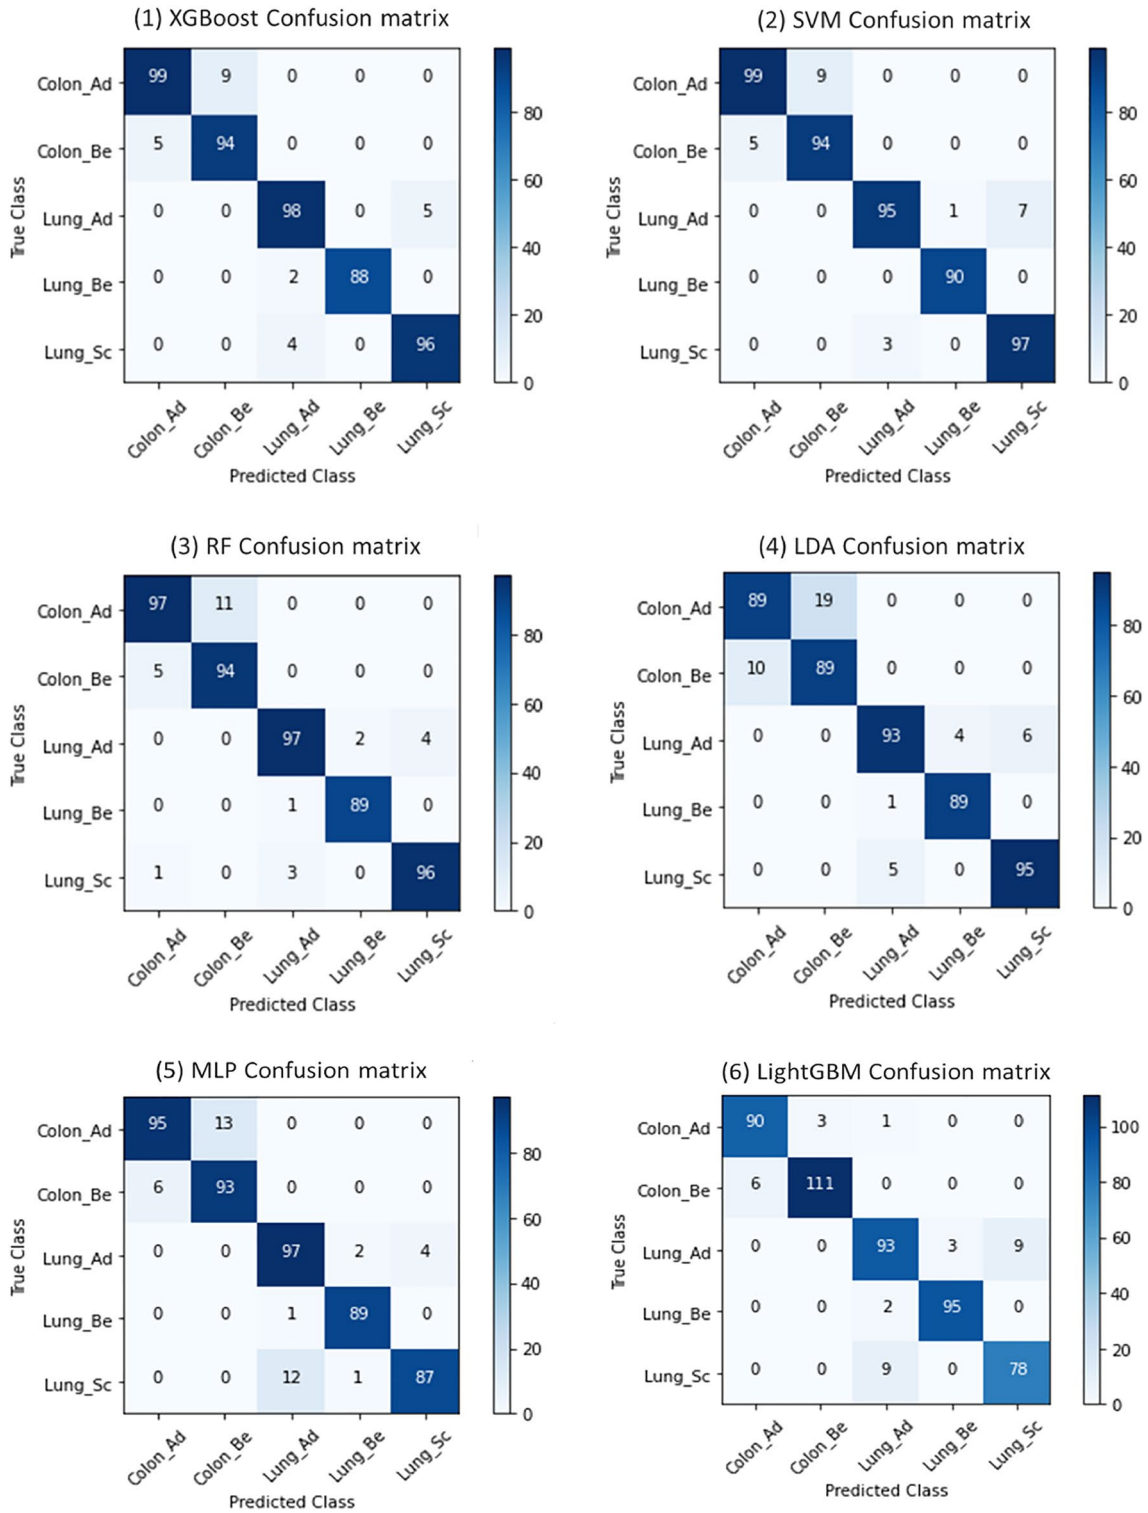 (1) XGBoost Confusion matrix
Colon_Ad 99 9 0 0 0
Colon_Be 5 94 0 0 0
Lung_Ad 0 0 98 0 5
Lung_Be 0 0 2 88 0
Lung_Sc 0 0 4 0 96
True Class
Colon_Ad Colon_Be Lung_Ad Lung_Be Lung_Sc
Predicted Class
80
60
40
20
0
(2) SVM Confusion matrix
Colon_Ad 99 9 0 0 0
Colon_Be 5 94 0 0 0
Lung_Ad 0 0 95 1 7
Lung_Be 0 0 0 90 0
Lung_Sc 0 0 3 0 97
True Class
Colon_Ad Colon_Be Lung_Ad Lung_Be Lung_Sc
Predicted Class
80
60
40
20
0
(3) RF Confusion matrix
Colon_Ad 97 11 0 0 0
Colon_Be 5 94 0 0 0
Lung_Ad 0 0 97 2 4
Lung_Be 0 0 1 89 0
Lung_Sc 1 0 3 0 96
True Class
Colon_Ad Colon_Be Lung_Ad Lung_Be Lung_Sc
Predicted Class
80
60
40
20
0
(4) LDA Confusion matrix
Colon_Ad 89 19 0 0 0
Colon_Be 10 89 0 0 0
Lung_Ad 0 0 93 4 6
Lung_Be 0 0 1 89 0
Lung_Sc 0 0 5 0 95
True Class
Colon_Ad Colon_Be Lung_Ad Lung_Be Lung_Sc
Predicted Class
80
60
40
20
0
(5) MLP Confusion matrix
Colon_Ad 95 13 0 0 0
Colon_Be 6 93 0 0 0
Lung_Ad 0 0 97 2 4
Lung_Be 0 0 1 89 0
Lung_Sc 0 0 12 1 87
True Class
Colon_Ad Colon_Be Lung_Ad Lung_Be Lung_Sc
Predicted Class
80
60
40
20
0
(6) LightGBM Confusion matrix
Colon_Ad 90 3 1 0 0
Colon_Be 6 111 0 0 0
Lung_Ad 0 0 93 3 9
Lung_Be 0 0 2 95 0
Lung_Sc 0 0 9 0 78
True Class
Colon_Ad Colon_Be Lung_Ad Lung_Be Lung_Sc
Predicted Class
100
80
60
40
20
0